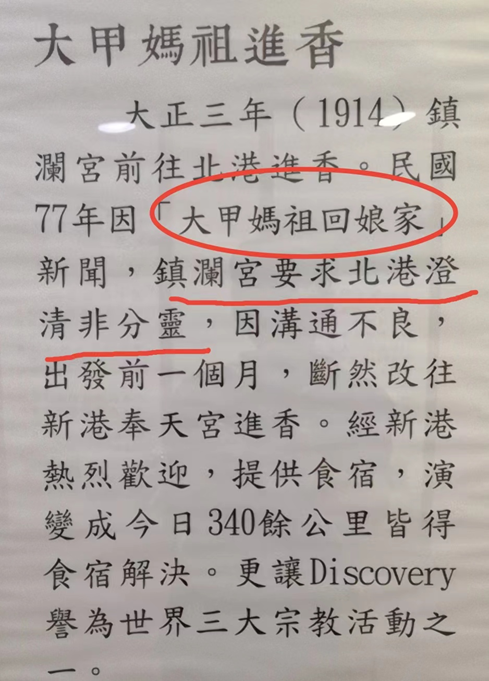 大甲媽祖進香
大正三年（1914）鎮
瀾宮前往北港進香。民國
77年因「大甲媽祖回娘家」
新聞，鎮瀾宮要求北港澄
清非分靈，因溝通不良，
出發前一個月，斷然改往
新港奉天宮進香。經新港
熱烈歡迎，提供食宿，演
變成今日340餘公里皆得
食宿解決。更讓Discovery
譽為世界三大宗教活動之
一。